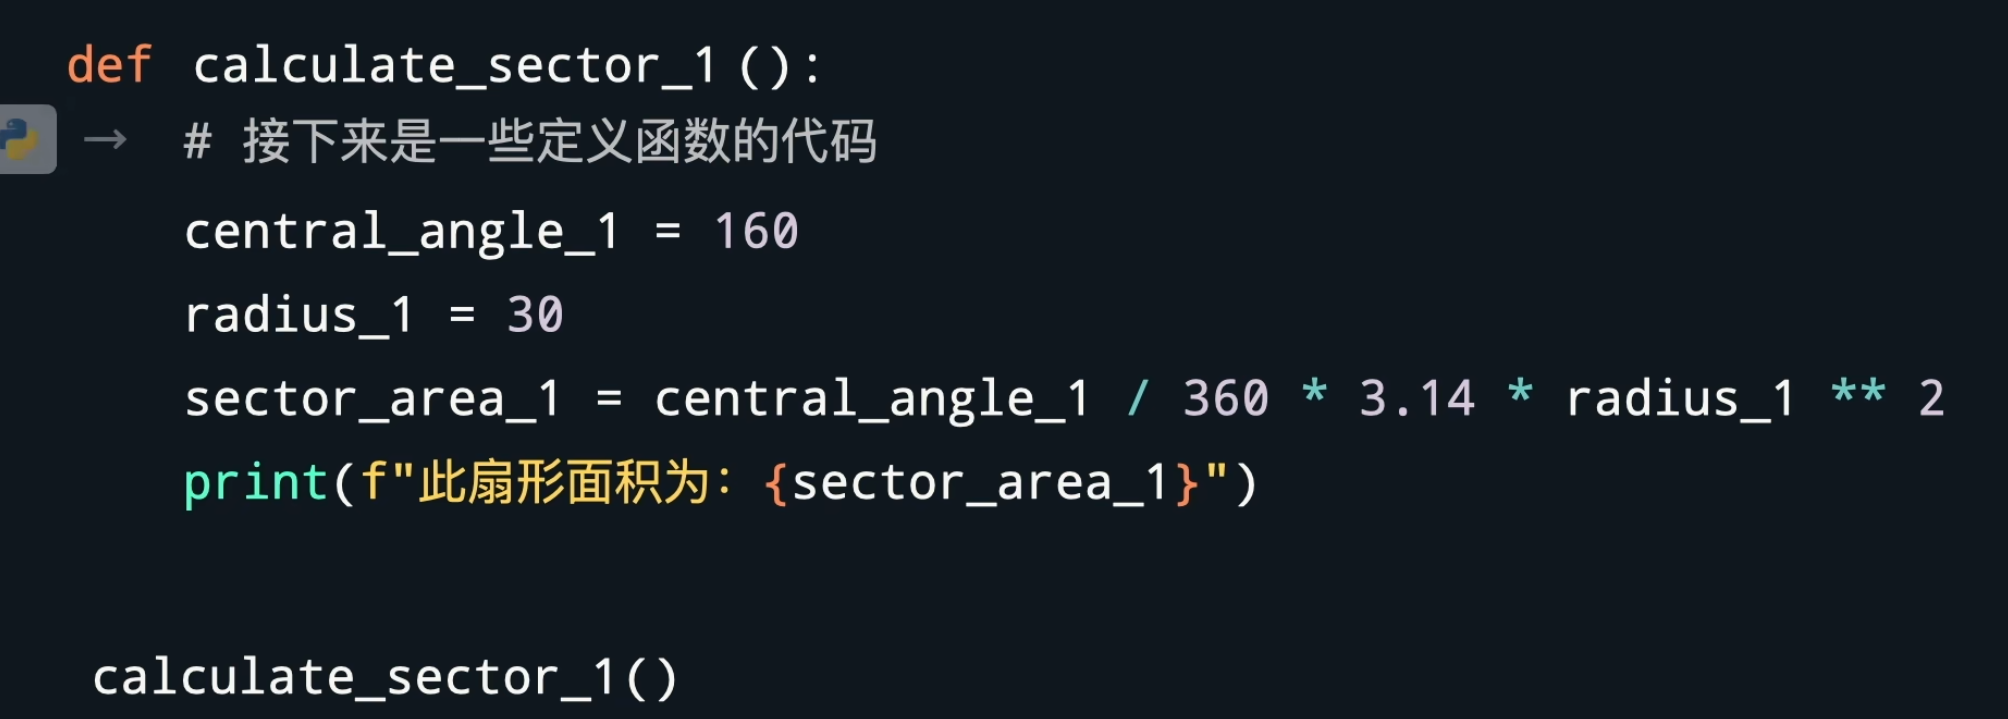 def calculate_sector_1():
→ # 接下来是一些定义函数的代码
central_angle_1 = 160
radius_1 = 30
sector_area_1 = central_angle_1 / 360 * 3.14 * radius_1 ** 2
print(f"此扇形面积为：{sector_area_1}")
calculate_sector_1()